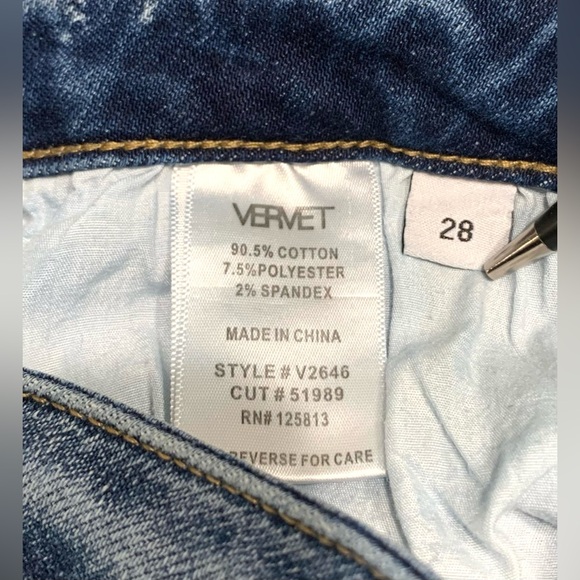 VERVET
90.5% COTTON
7.5%POLYESTER
2% SPANDEX
MADE IN CHINA
STYLE # V2646
CUT # 51989
RN# 125813
REVERSE FOR CARE
28